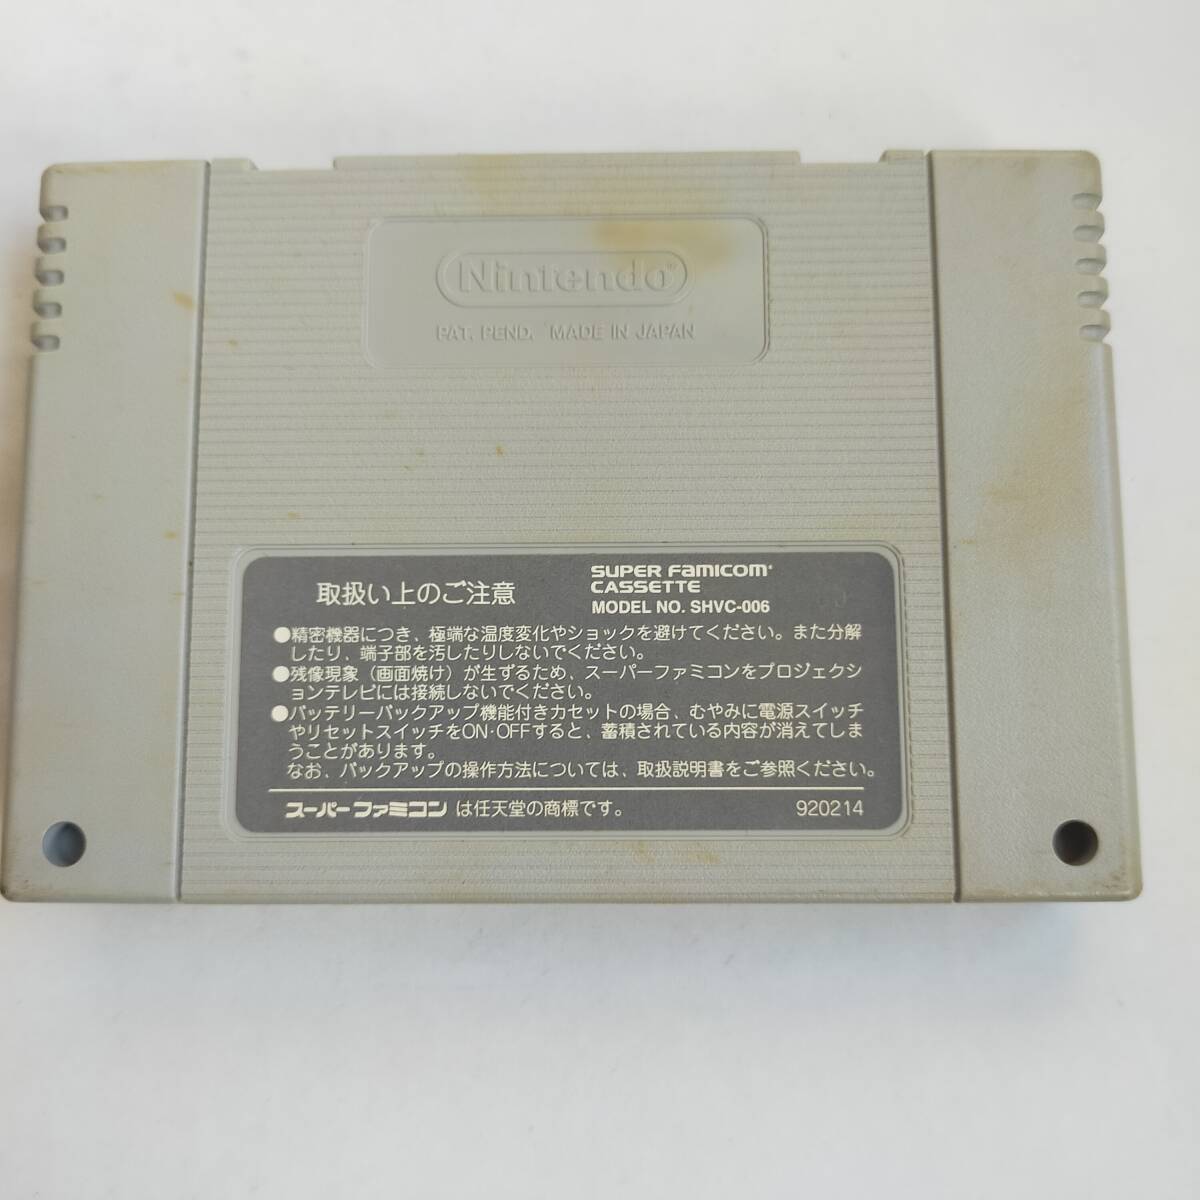 Nintendo®
PAT. PEND. MADE IN JAPAN
取扱い上のご注意
SUPER FAMICOM®
CASSETTE
MODEL NO. SHVC-006
●精密機器につき、極端な温度変化やショックを避けてください。また分解
したり、端子部を汚したりしないでください。
●残像現象（画面焼け）が生ずるため、スーパーファミコンをプロジェクシ
ョンテレビには接続しないでください。
●バッテリーバックアップ機能付きカセットの場合、むやみに電源スイッチ
やリセットスイッチをON·OFFすると、蓄積されている内容が消えてしま
うことがあります。
なお、バックアップの操作方法については、取扱説明書をご参照ください。
スーパーファミコン は任天堂の商標です。
920214